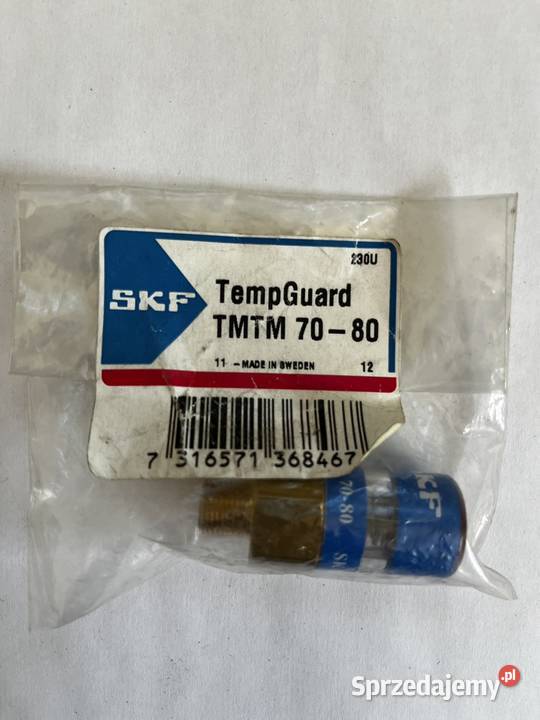 230U
SKF
TempGuard
TMTM 70-80
11 - MADE IN SWEDEN 12
7 316571 368467
70-80 SK
SKF
Sprzedajemy.pl